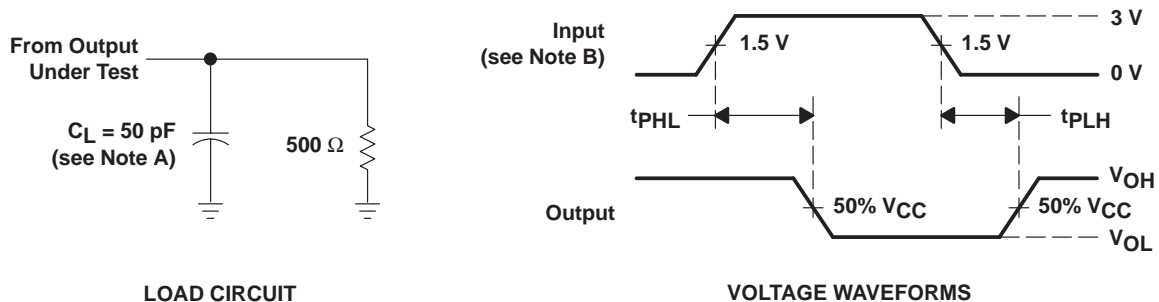 From Output
Under Test
CL = 50 pF
(see Note A)
500 Ω
LOAD CIRCUIT
Input
(see Note B)
1.5 V
1.5 V
3 V
0 V
tPHL
tPLH
Output
50% VCC
50% VCC
VOH
VOL
VOLTAGE WAVEFORMS